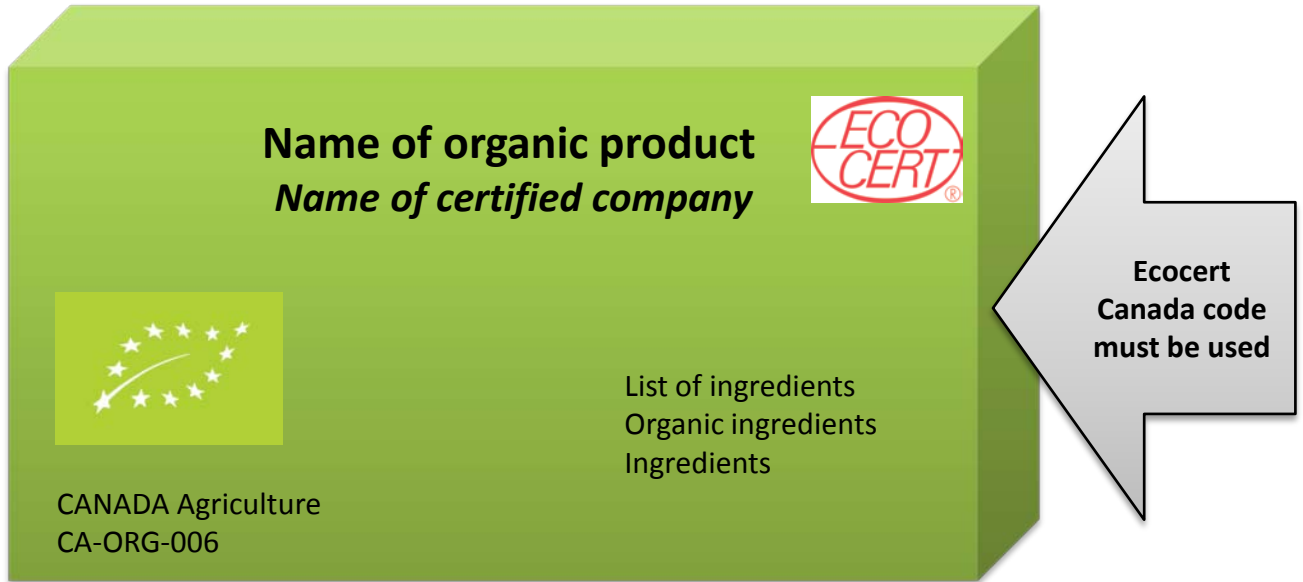 Name of organic product
Name of certified company
ECO
CERT
®
List of ingredients
Organic ingredients
Ingredients
CANADA Agriculture
CA-ORG-006
Ecocert
Canada code
must be used